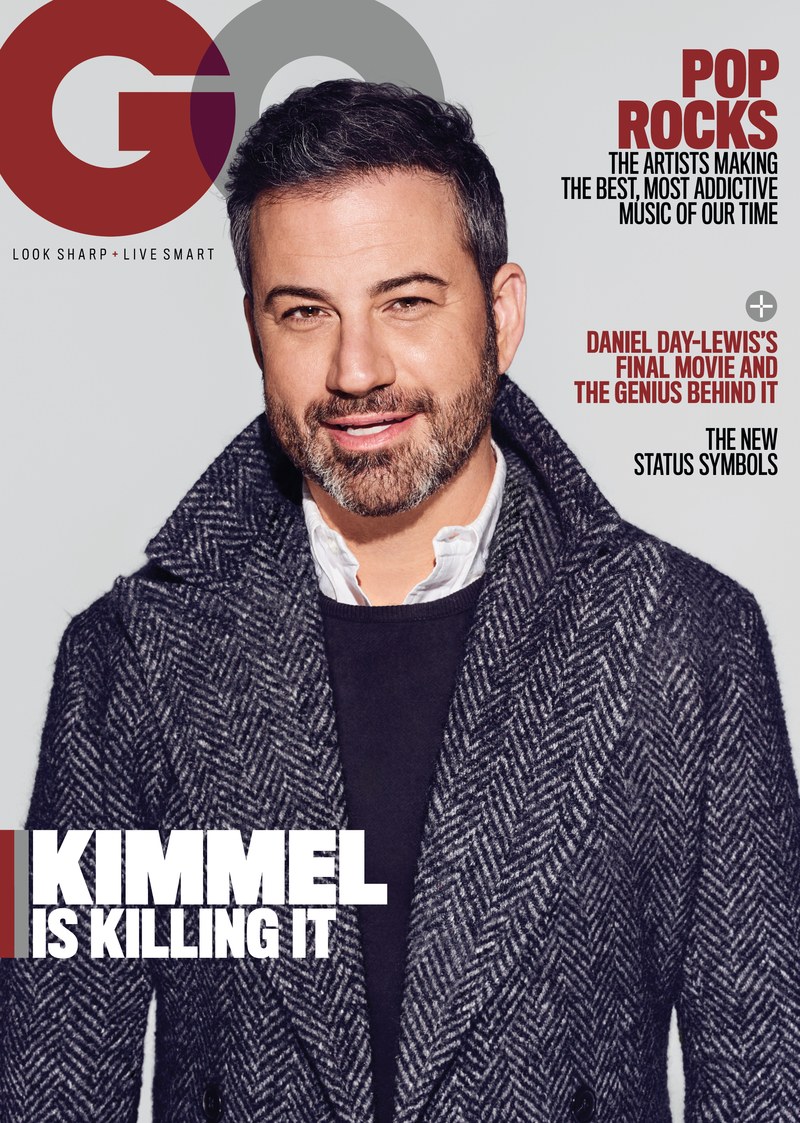 GQ
LOOK SHARP + LIVE SMART
POP
ROCKS
THE ARTISTS MAKING
THE BEST, MOST ADDICTIVE
MUSIC OF OUR TIME
+
DANIEL DAY-LEWIS'S
FINAL MOVIE AND
THE GENIUS BEHIND IT
THE NEW
STATUS SYMBOLS
KIMMEL
IS KILLING IT